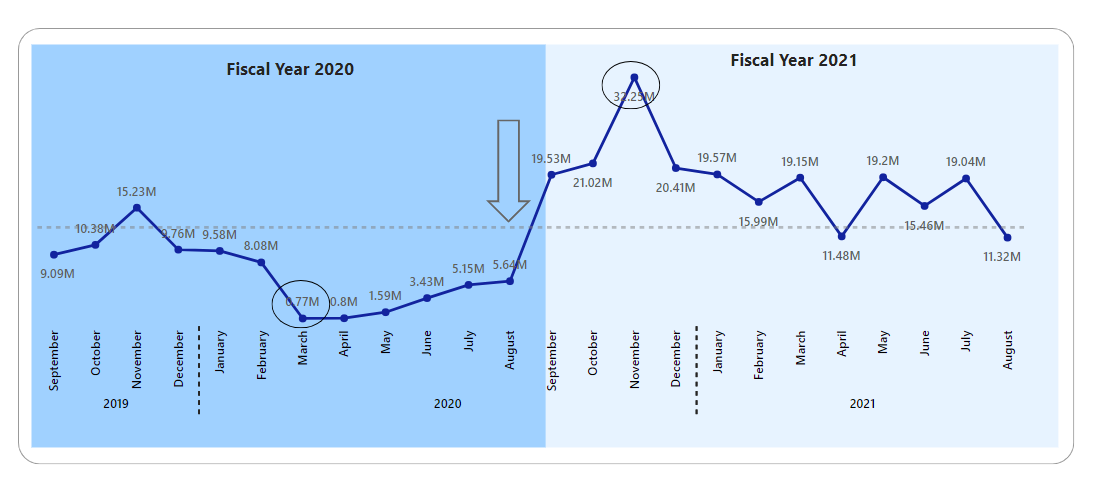 Fiscal Year 2020
Fiscal Year 2021
9.09M
10.38M
15.23M
9.76M
9.58M
8.08M
0.77M
0.8M
1.59M
3.43M
5.15M
5.64M
19.53M
21.02M
32.25M
20.41M
19.57M
15.99M
19.15M
11.48M
19.2M
15.46M
19.04M
11.32M
September
October
November
December
January
February
March
April
May
June
July
August
September
October
November
December
January
February
March
April
May
June
July
August
2019
2020
2021